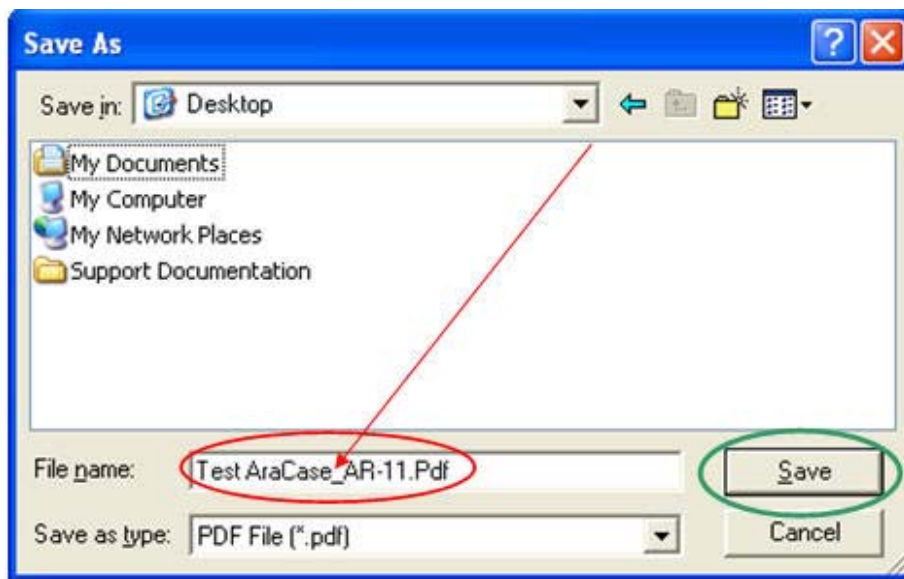 Save As
Save in: Desktop
My Documents
My Computer
My Network Places
Support Documentation
File name: Test AraCase_AR-11.Pdf Save
Save as type: PDF File (*.pdf) Cancel